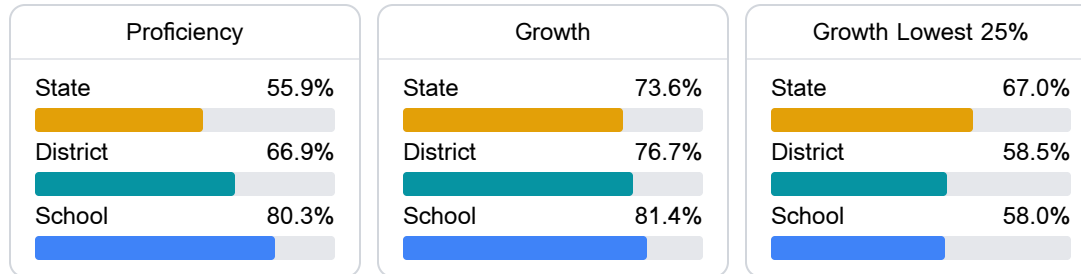 Proficiency
State 55.9%
District 66.9%
School 80.3%
Growth
State 73.6%
District 76.7%
School 81.4%
Growth Lowest 25%
State 67.0%
District 58.5%
School 58.0%